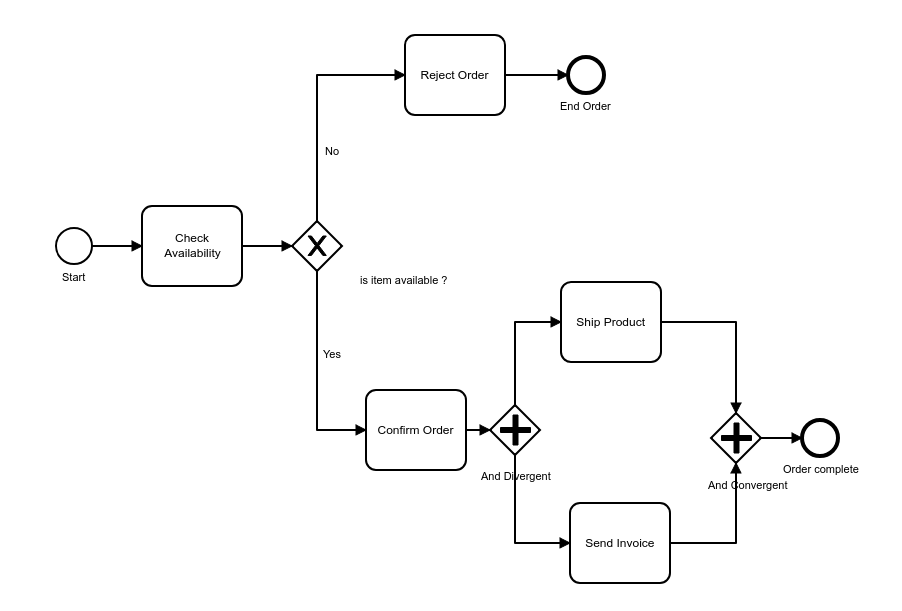 Reject Order
End Order
No
Check
Availability
Start
is item available ?
Ship Product
Yes
Confirm Order
And Divergent
Order complete
And Convergent
Send Invoice